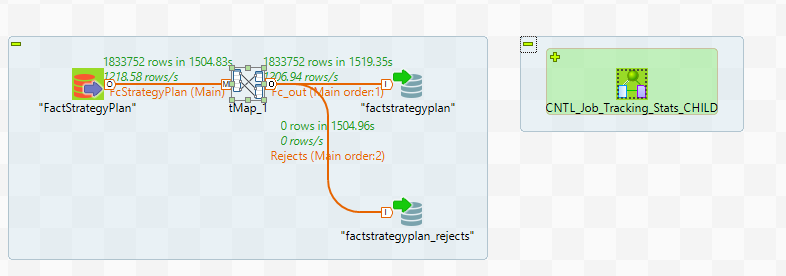 1833752 rows in 1504.83s
1218.58 rows/s
FcStrategyPlan (Main)
"FactStrategyPlan"
O
M
tMap_1
O
1833752 rows in 1519.35s
1206.94 rows/s
Fc_out (Main order:1)
I
"factstrategyplan"
0 rows in 1504.96s
0 rows/s
Rejects (Main order:2)
I
"factstrategyplan_rejects"
CNTL_Job_Tracking_Stats_CHILD